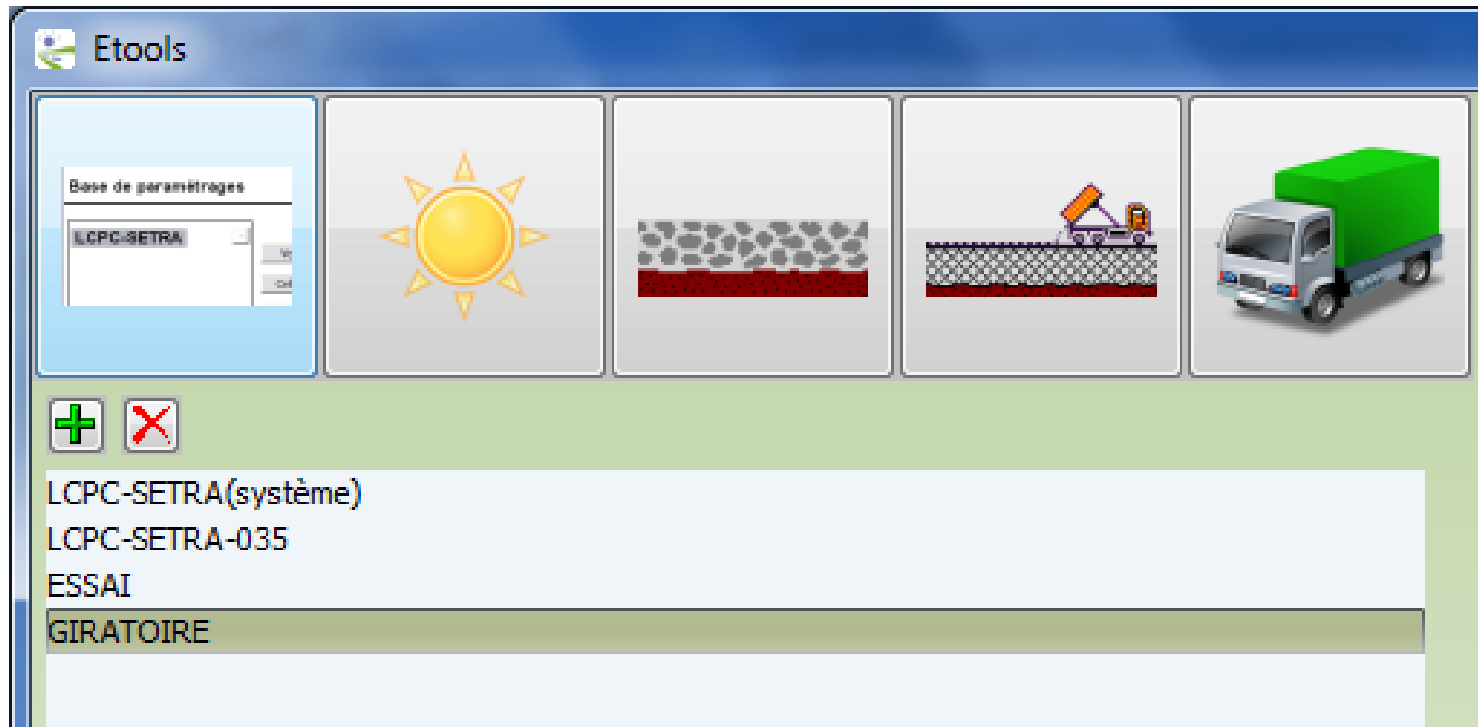 Etools
Base de paramétrages
LCPC-SETRA
LCPC-SETRA(système)
LCPC-SETRA-035
ESSAI
GIRATOIRE